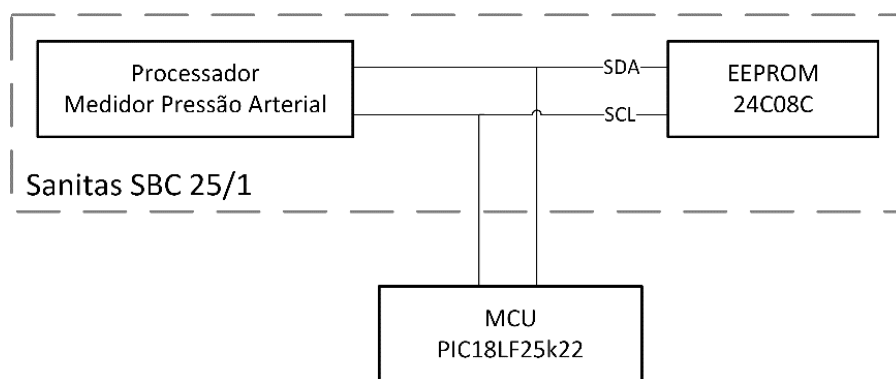 Processador
Medidor Pressão Arterial
SDA
SCL
EEPROM
24C08C
Sanitas SBC 25/1
MCU
PIC18LF25k22